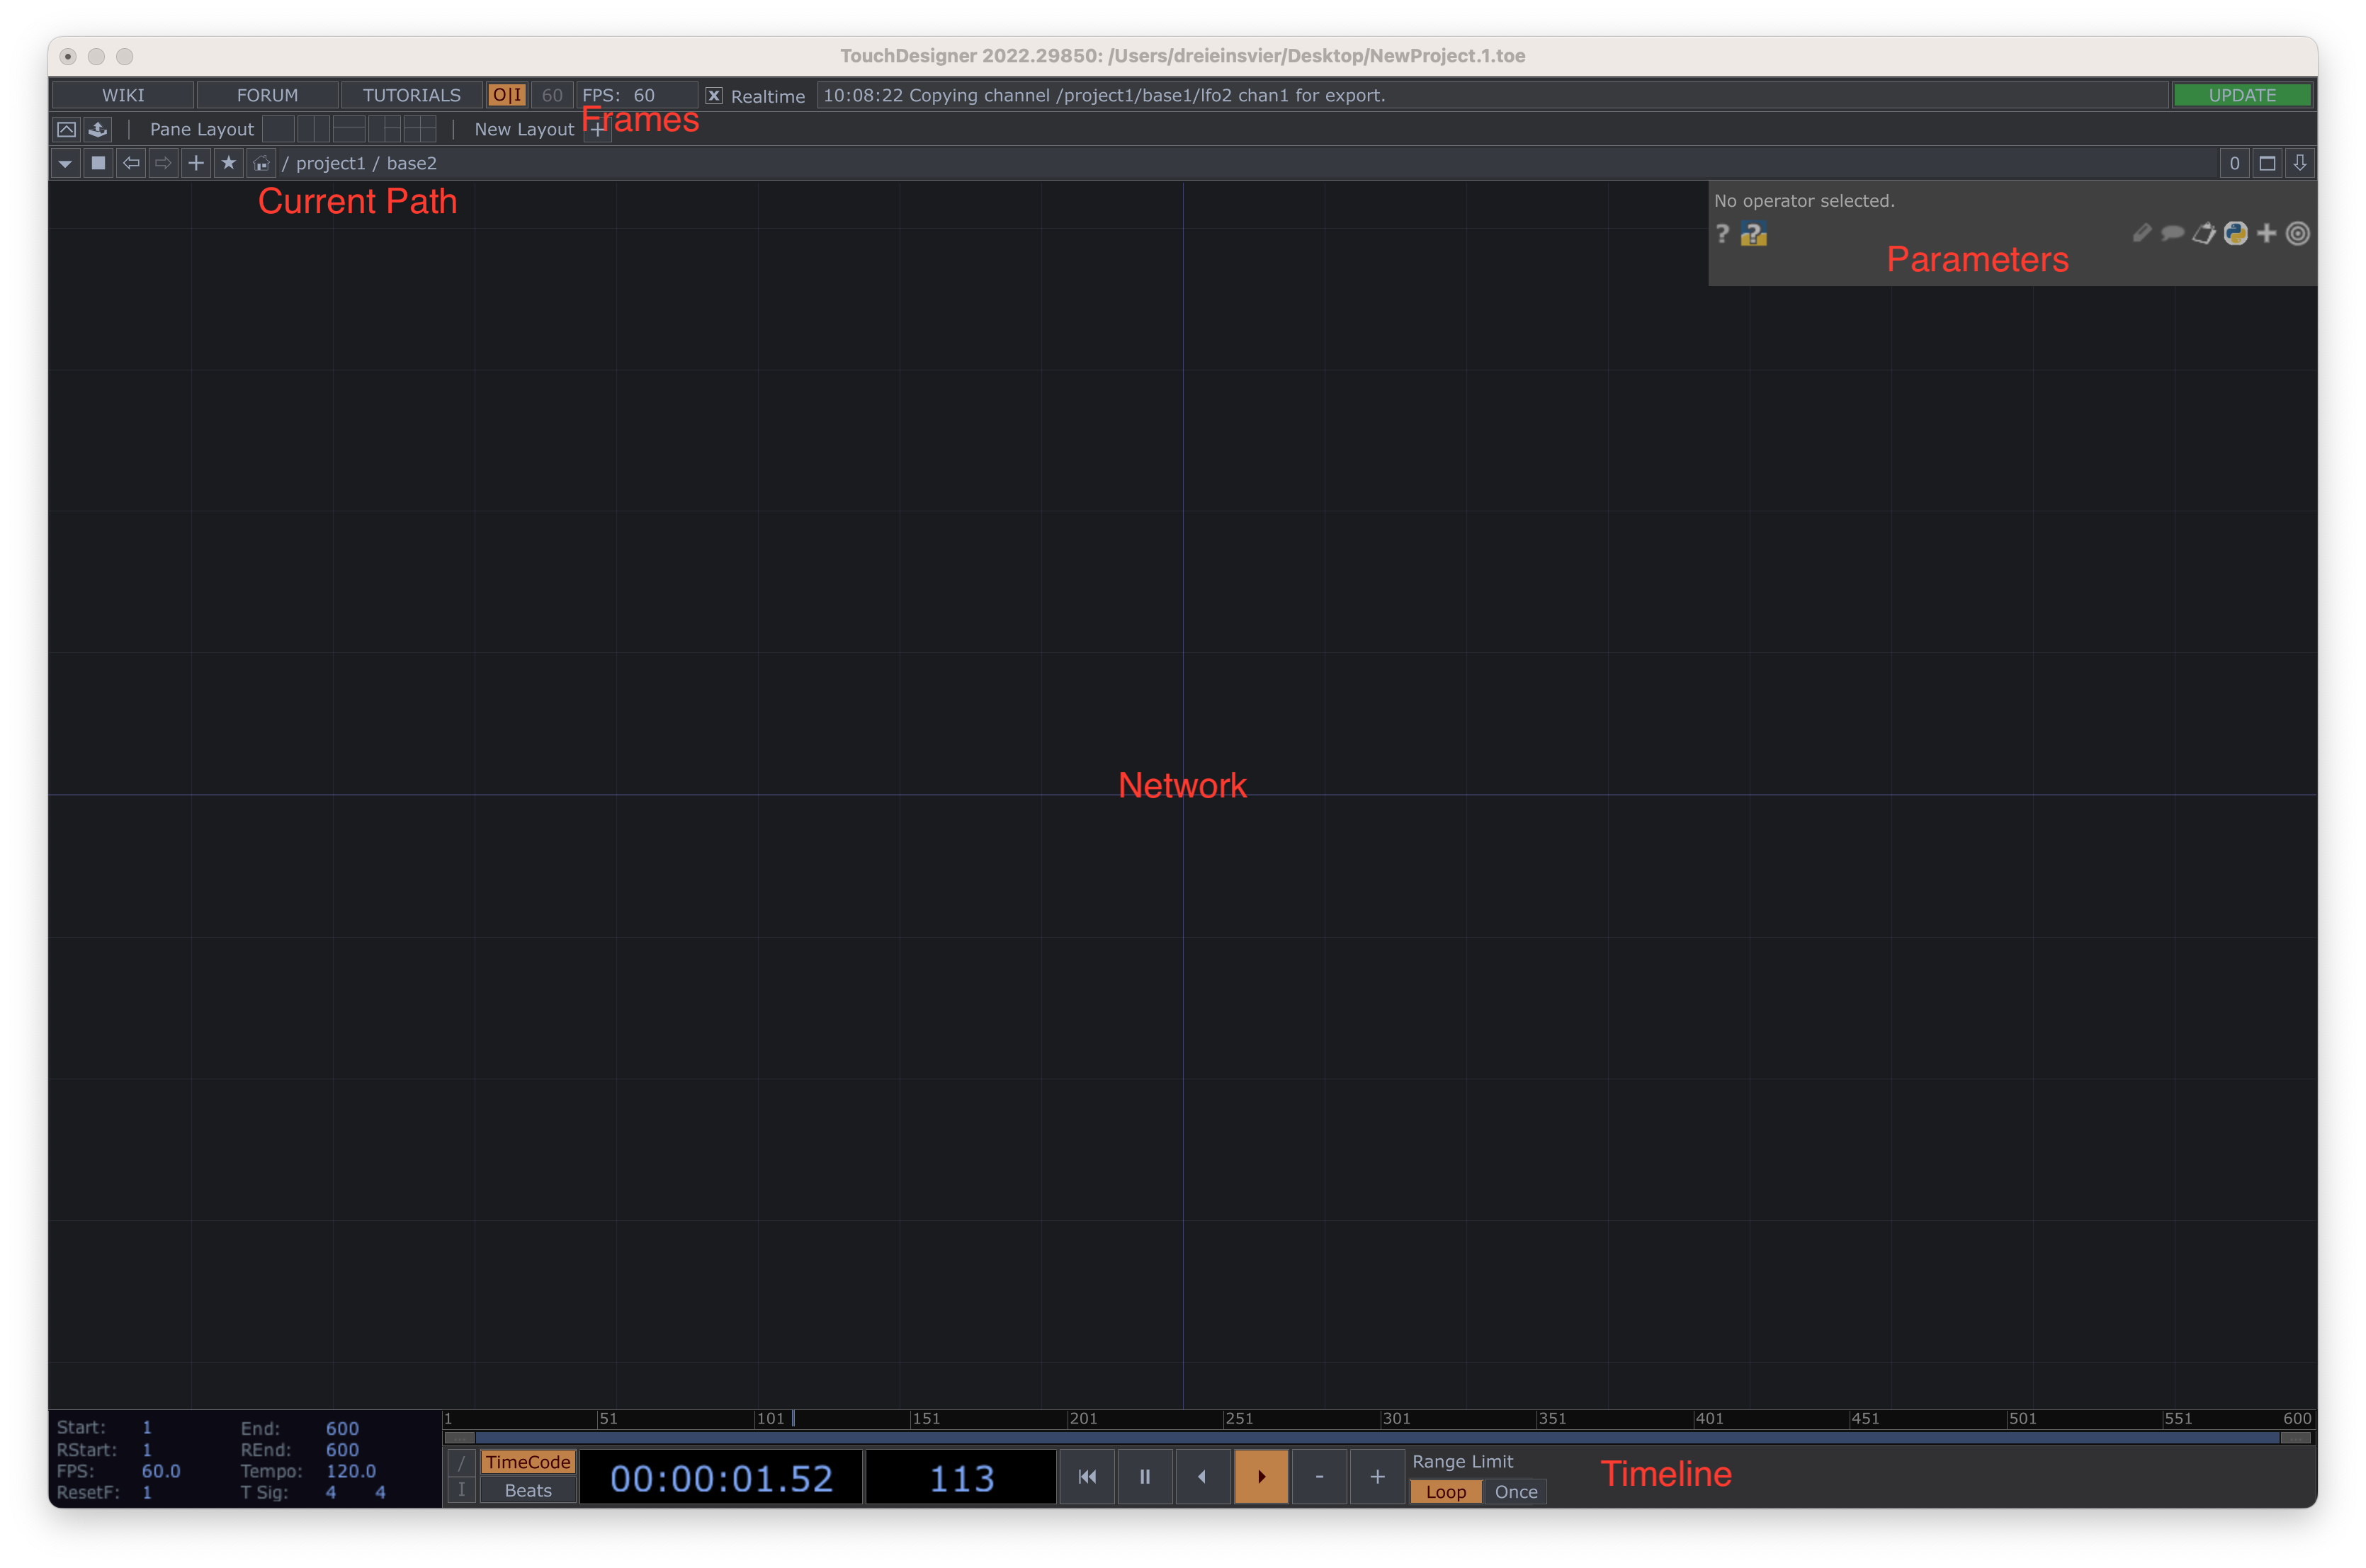 TouchDesigner 2022.29850: /Users/dreieinsvier/Desktop/NewProject.1.toe
WIKI FORUM TUTORIALS O|I 60 FPS: 60 X Realtime 10:08:22 Copying channel /project1/base1/lfo2 chan1 for export. UPDATE
Pane Layout New Layout + Frames
+ / project1 / base2 0
Current Path
No operator selected.
? ?
Parameters
Network
1 51 101 151 201 251 301 351 401 451 501 551 600
Start: 1 End: 600
RStart: 1 REnd: 600
FPS: 60.0 Tempo: 120.0
ResetF: 1 T Sig: 4 4
/ TimeCode
I Beats
00:00:01.52 113 - +
Range Limit
Loop Once
Timeline